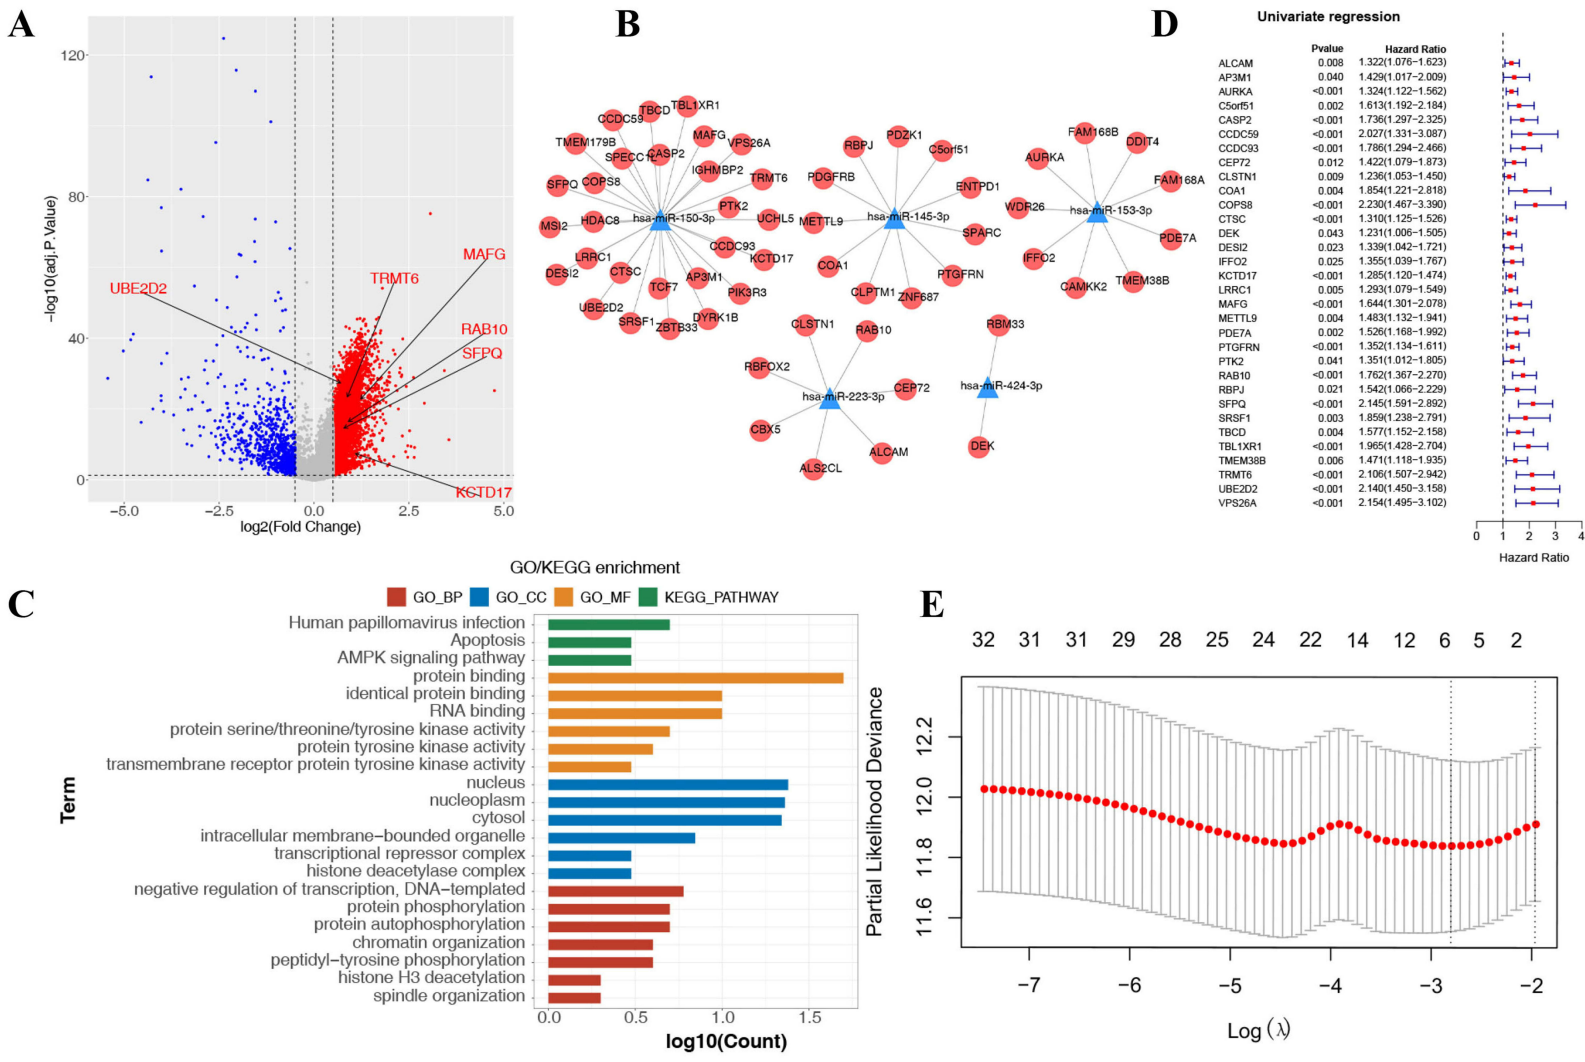 A
120
80
40
0
−log10(adj.P.Value)
−5.0
−2.5
0.0
2.5
5.0
log2(Fold Change)
MAFG
TRMT6
UBE2D2
RAB10
SFPQ
KCTD17
B
TBL1XR1
TBCD
CCDC59
MAFG
TMEM179B
VPS26A
SPECC1L
CASP2
IGHMBP2
TRMT6
SFPQ
COPS8
PTK2
MSI2
HDAC8
hsa-miR-150-3p
UCHL5
CCDC93
LRRC1
KCTD17
DESI2
CTSC
AP3M1
TCF7
PIK3R3
UBE2D2
SRSF1
ZBTB33
DYRK1B
PDZK1
RBPJ
C5orf51
PDGFRB
ENTPD1
METTL9
hsa-miR-145-3p
SPARC
COA1
PTGFRN
CLPTM1
ZNF687
FAM168B
DDIT4
AURKA
FAM168A
WDR26
hsa-miR-153-3p
PDE7A
IFFO2
CAMKK2
TMEM38B
CLSTN1
RAB10
RBFOX2
CEP72
hsa-miR-223-3p
CBX5
ALCAM
ALS2CL
RBM33
hsa-miR-424-3p
DEK
D
Univariate regression
Pvalue Hazard Ratio
ALCAM 0.008 1.322(1.076−1.623)
AP3M1 0.040 1.429(1.017−2.009)
AURKA <0.001 1.324(1.122−1.562)
C5orf51 0.002 1.613(1.192−2.184)
CASP2 <0.001 1.736(1.297−2.325)
CCDC59 <0.001 2.027(1.331−3.087)
CCDC93 <0.001 1.786(1.294−2.466)
CEP72 0.012 1.422(1.079−1.873)
CLSTN1 0.009 1.236(1.053−1.450)
COA1 0.004 1.854(1.221−2.818)
COPS8 <0.001 2.230(1.467−3.390)
CTSC <0.001 1.310(1.125−1.526)
DEK 0.043 1.231(1.006−1.505)
DESI2 0.023 1.339(1.042−1.721)
IFFO2 0.025 1.355(1.039−1.767)
KCTD17 <0.001 1.285(1.120−1.474)
LRRC1 0.005 1.293(1.079−1.549)
MAFG <0.001 1.644(1.301−2.078)
METTL9 0.004 1.483(1.132−1.941)
PDE7A 0.002 1.526(1.168−1.992)
PTGFRN <0.001 1.352(1.134−1.611)
PTK2 0.041 1.351(1.012−1.805)
RAB10 <0.001 1.762(1.367−2.270)
RBPJ 0.021 1.542(1.066−2.229)
SFPQ <0.001 2.145(1.591−2.892)
SRSF1 0.003 1.859(1.238−2.791)
TBCD 0.004 1.577(1.152−2.158)
TBL1XR1 <0.001 1.965(1.428−2.704)
TMEM38B 0.006 1.471(1.118−1.935)
TRMT6 <0.001 2.106(1.507−2.942)
UBE2D2 <0.001 2.140(1.450−3.158)
VPS26A <0.001 2.154(1.495−3.102)
0 1 2 3 4
Hazard Ratio
C
GO/KEGG enrichment
GO_BP GO_CC GO_MF KEGG_PATHWAY
Human papillomavirus infection
Apoptosis
AMPK signaling pathway
protein binding
identical protein binding
RNA binding
protein serine/threonine/tyrosine kinase activity
protein tyrosine kinase activity
transmembrane receptor protein tyrosine kinase activity
nucleus
nucleoplasm
cytosol
intracellular membrane−bounded organelle
transcriptional repressor complex
histone deacetylase complex
negative regulation of transcription, DNA−templated
protein phosphorylation
protein autophosphorylation
chromatin organization
peptidyl−tyrosine phosphorylation
histone H3 deacetylation
spindle organization
Term
0.0 0.5 1.0 1.5
log10(Count)
E
32 31 31 29 28 25 24 22 14 12 6 5 2
Partial Likelihood Deviance
12.2
12.0
11.8
11.6
−7 −6 −5 −4 −3 −2
Log (λ)